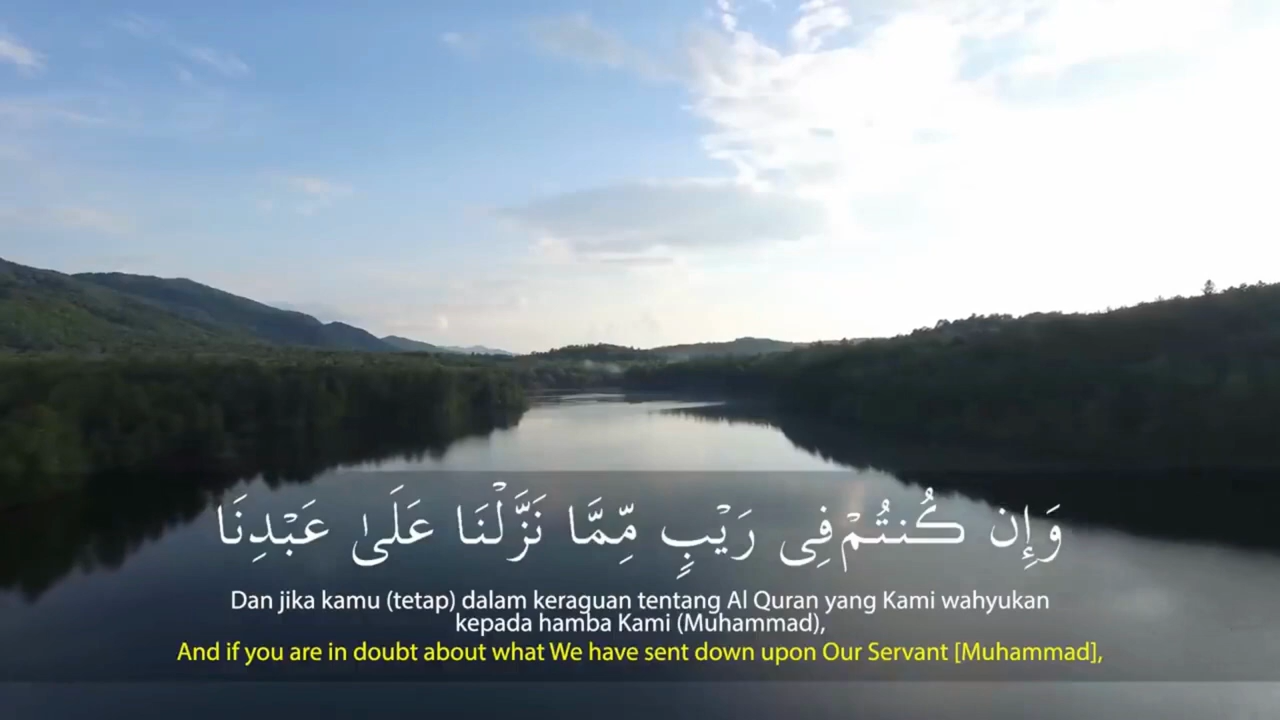 وَإِن كُنتُمْ فِى رَيْبٍ مِّمَّا نَزَّلْنَا عَلَىٰ عَبْدِنَا
Dan jika kamu (tetap) dalam keraguan tentang Al Quran yang Kami wahyukan
kepada hamba Kami (Muhammad),
And if you are in doubt about what We have sent down upon Our Servant [Muhammad],